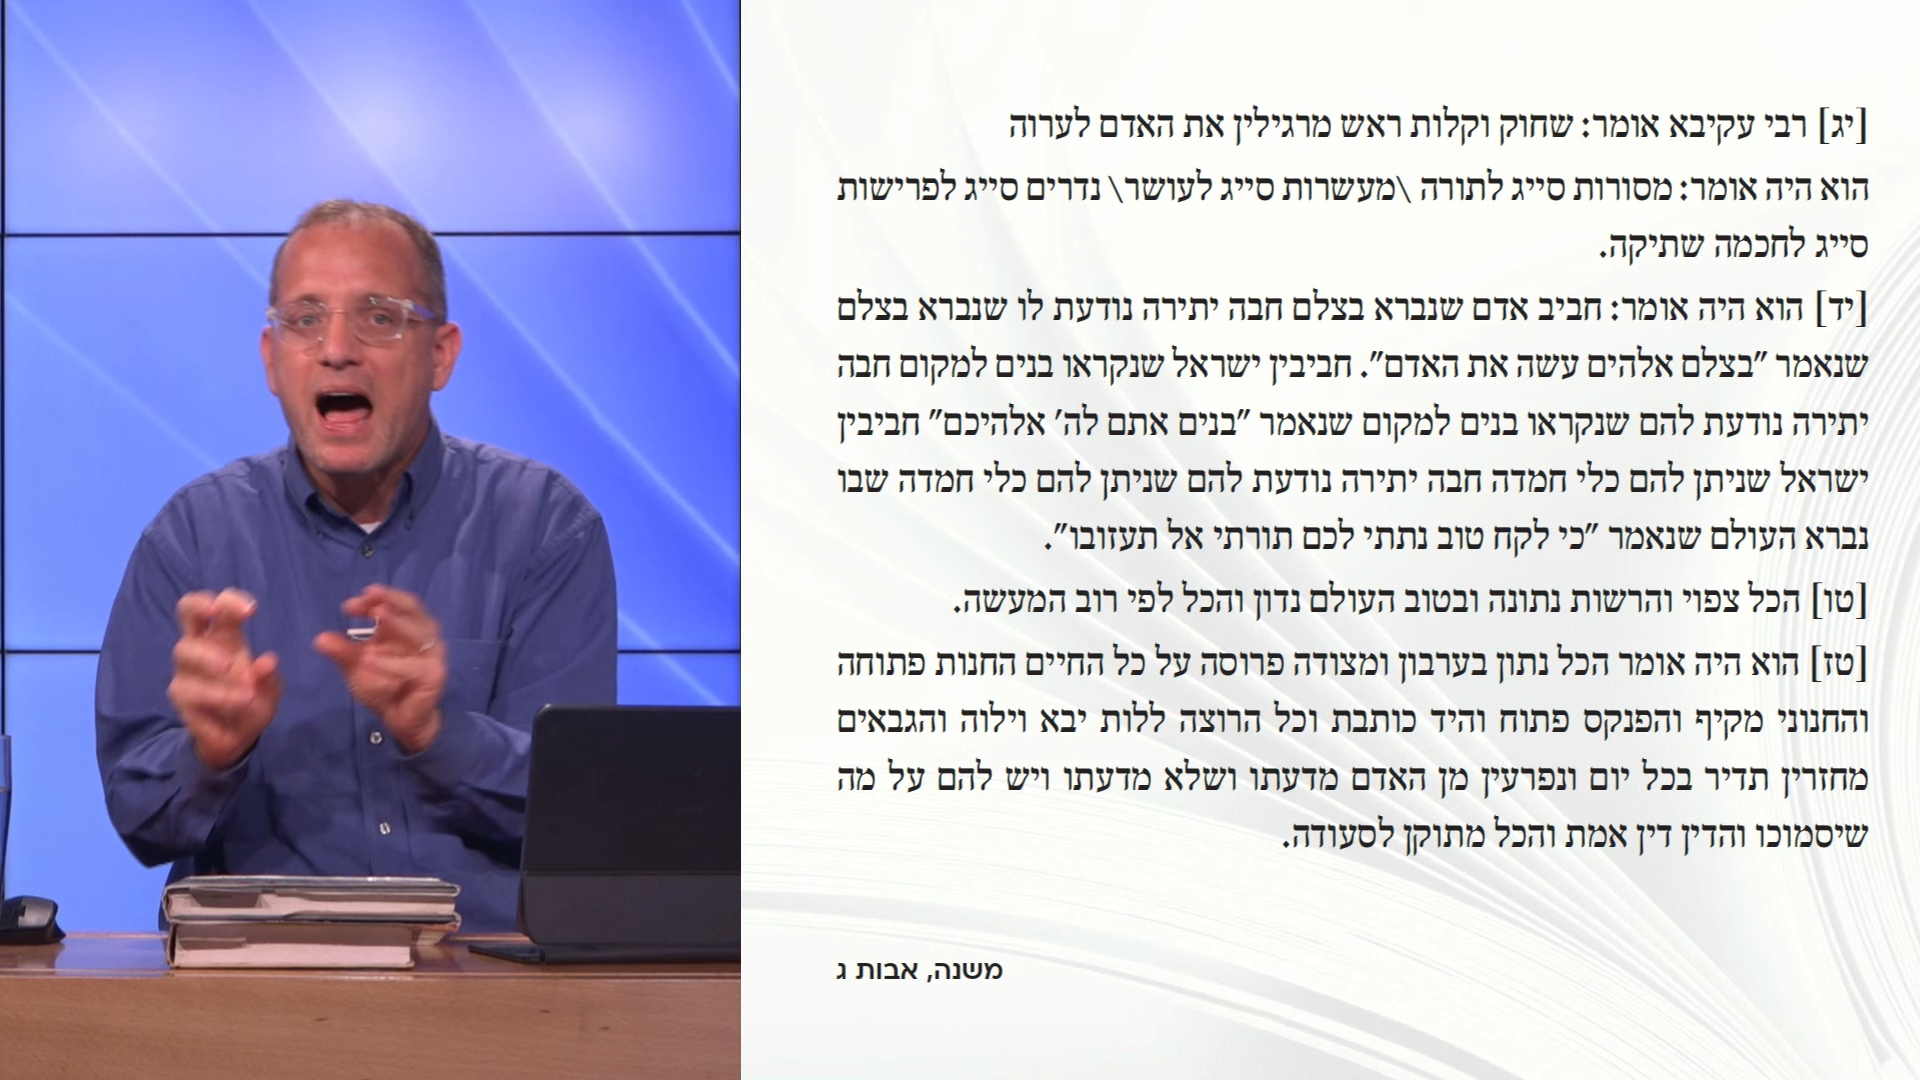 [יג] רבי עקיבא אומר: שחוק וקלות ראש מרגילין את האדם לערוה
הוא היה אומר: מסורות סייג לתורה \מעשרות סייג לעושר\ נדרים סייג לפרישות
סייג לחכמה שתיקה.
[יד] הוא היה אומר: חביב אדם שנברא בצלם חבה יתירה נודעת לו שנברא בצלם
שנאמר "בצלם אלהים עשה את האדם". חביבין ישראל שנקראו בנים למקום חבה
יתירה נודעת להם שנקראו בנים למקום שנאמר "בנים אתם לה' אלהיכם" חביבין
ישראל שניתן להם כלי חמדה חבה יתירה נודעת להם שניתן להם כלי חמדה שבו
נברא העולם שנאמר "כי לקח טוב נתתי לכם תורתי אל תעזובו".
[טו] הכל צפוי והרשות נתונה ובטוב העולם נדון והכל לפי רוב המעשה.
[טז] הוא היה אומר הכל נתון בערבון ומצודה פרוסה על כל החיים החנות פתוחה
והחנוני מקיף והפנקס פתוח והיד כותבת וכל הרוצה ללות יבא וילוה והגבאים
מחזרין תדיר בכל יום ונפרעין מן האדם מדעתו ושלא מדעתו ויש להם על מה
שיסמוכו והדין דין אמת והכל מתוקן לסעודה.
משנה, אבות ג